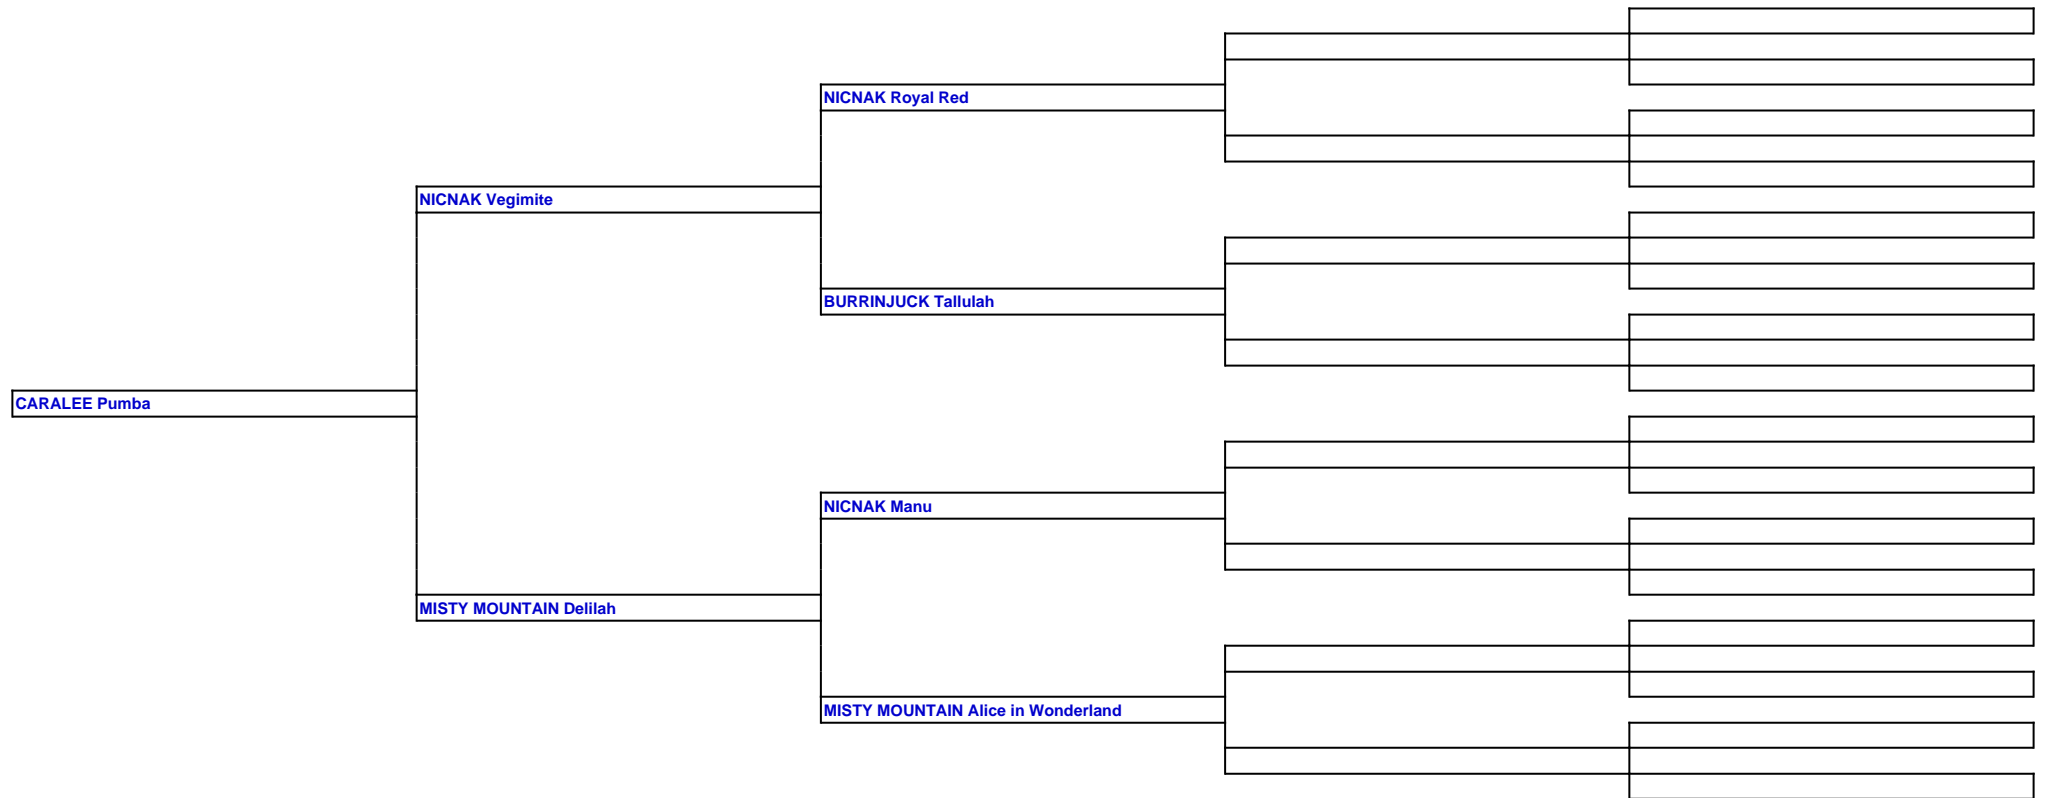 NICNAK Royal Red
NICNAK Vegimite
BURRINJUCK Tallulah
CARALEE Pumba
NICNAK Manu
MISTY MOUNTAIN Delilah
MISTY MOUNTAIN Alice in Wonderland